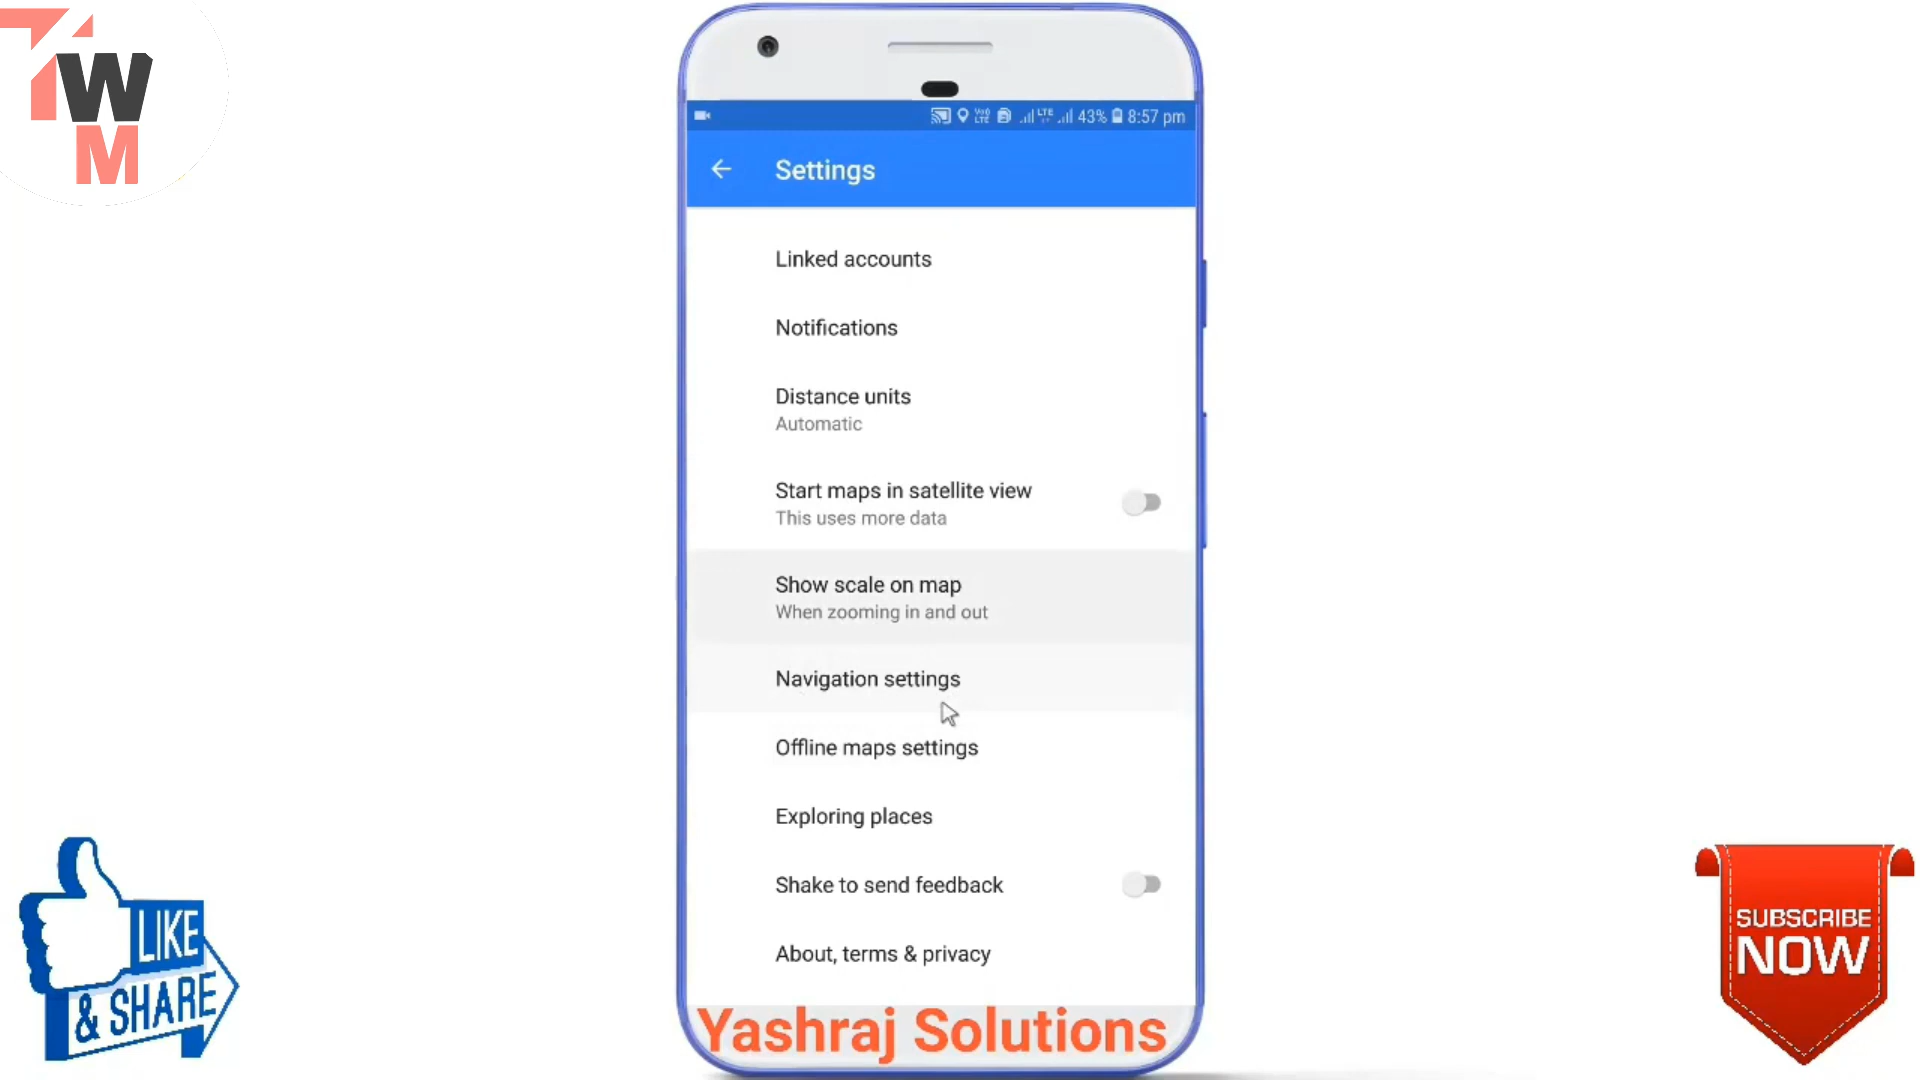 W
M
LTE
43%
8:57 pm
Settings
Linked accounts
Notifications
Distance units
Automatic
Start maps in satellite view
This uses more data
Show scale on map
When zooming in and out
Navigation settings
Offline maps settings
Exploring places
Shake to send feedback
About, terms & privacy
Yashraj Solutions
LIKE
& SHARE
SUBSCRIBE
NOW